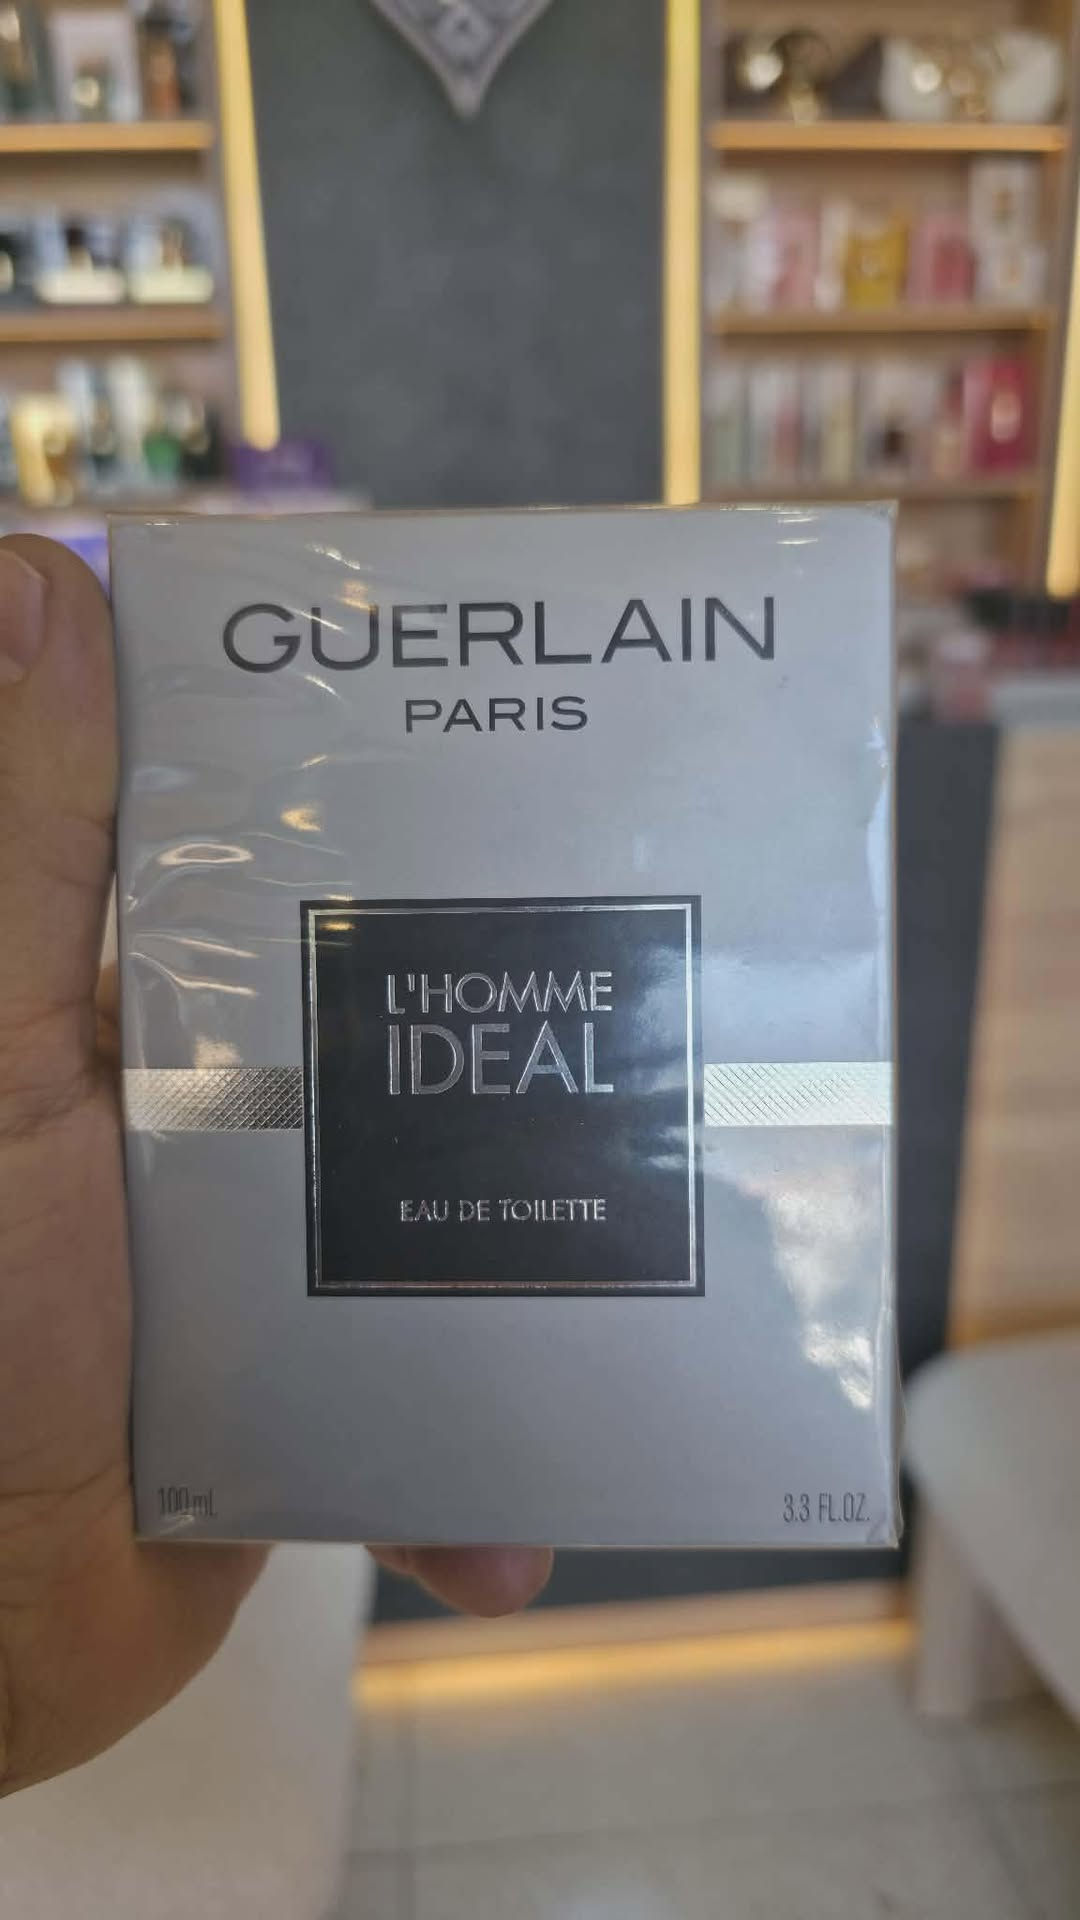 GUERLAIN
PARIS
L'HOMME
IDEAL
EAU DE TOILETTE
100 mL
3.3 FL.OZ.